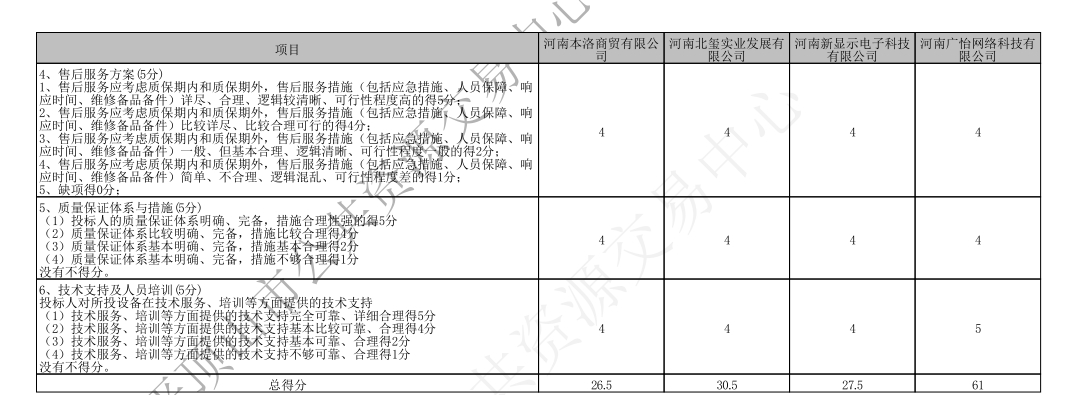 项目
河南本洛商贸有限公
司
河南北玺实业发展有
限公司
河南新显示电子科技
有限公司
河南广怡网络科技有
限公司
4、售后服务方案(5分)
1、售后服务应考虑质保期内和质保期外，售后服务措施（包括应急措施、人员保障、响
应时间、维修备品备件）详尽、合理、逻辑较清晰、可行性程度高的得5分；
2、售后服务应考虑质保期内和质保期外，售后服务措施（包括应急措施、人员保障、响
应时间、维修备品备件）比较详尽、比较合理可行的得4分；
3、售后服务应考虑质保期内和质保期外，售后服务措施（包括应急措施、人员保障、响
应时间、维修备品备件）一般、但基本合理、逻辑清晰、可行性程度一般的得2分；
4、售后服务应考虑质保期内和质保期外，售后服务措施（包括应急措施、人员保障、响
应时间、维修备品备件）简单、不合理、逻辑混乱、可行性程度差的得1分；
5、缺项得0分；
4
4
4
4
5、质量保证体系与措施(5分)
（1）投标人的质量保证体系明确、完备，措施合理性强的得5分
（2）质量保证体系比较明确、完备，措施比较合理得4分
（3）质量保证体系基本明确、完备，措施基本合理得2分
（4）质量保证体系基本明确、完备，措施不够合理得1分
没有不得分。
4
4
4
4
6、技术支持及人员培训(5分)
投标人对所投设备在技术服务、培训等方面提供的技术支持
（1）技术服务、培训等方面提供的技术支持完全可靠、详细合理得5分
（2）技术服务、培训等方面提供的技术支持基本比较可靠、合理得4分
（3）技术服务、培训等方面提供的技术支持基本可靠、合理得2分
（4）技术服务、培训等方面提供的技术支持不够可靠、合理得1分
没有不得分。
4
4
4
5
总得分
26.5
30.5
27.5
61
平顶山市公共资源交易中心
共资源交易中心